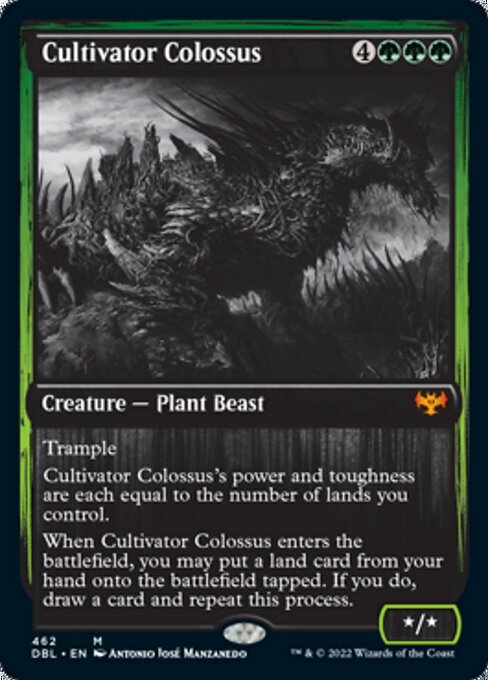 Cultivator Colossus 4
Creature — Plant Beast
Trample
Cultivator Colossus's power and toughness
are each equal to the number of lands you
control.
When Cultivator Colossus enters the
battlefield, you may put a land card from your
hand onto the battlefield tapped. If you do,
draw a card and repeat this process.
*/*
462 M
DBL • EN Antonio José Manzanedo
™ & © 2022 Wizards of the Coast